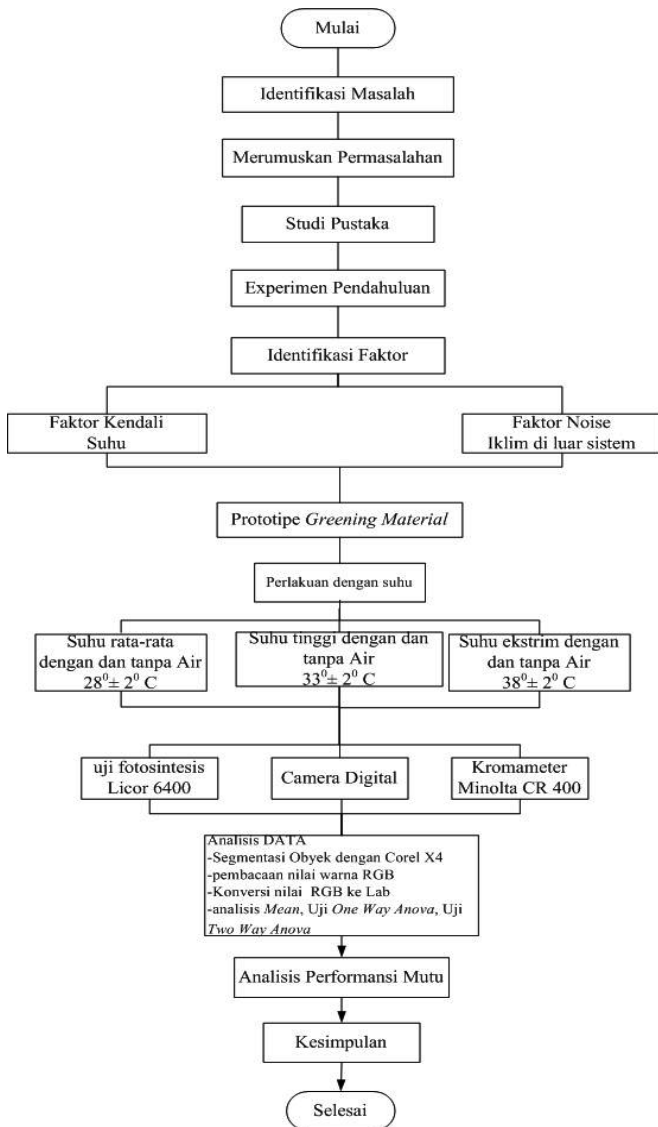 Mulai
Identifikasi Masalah
Merumuskan Permasalahan
Studi Pustaka
Experimen Pendahuluan
Identifikasi Faktor
Faktor Kendali
Suhu
Faktor Noise
Iklim di luar sistem
Prototipe Greening Material
Perlakuan dengan suhu
Suhu rata-rata
dengan dan tanpa Air
28⁰± 2⁰ C
Suhu tinggi dengan dan
tanpa Air
33⁰± 2⁰ C
Suhu ekstrim dengan
dan tanpa Air
38⁰± 2⁰ C
uji fotosintesis
Licor 6400
Camera Digital
Kromameter
Minolta CR 400
Analisis DATA
-Segmentasi Obyek dengan Corel X4
-pembacaan nilai warna RGB
-Konversi nilai RGB ke Lab
-analisis Mean, Uji One Way Anova, Uji
Two Way Anova
Analisis Performansi Mutu
Kesimpulan
Selesai